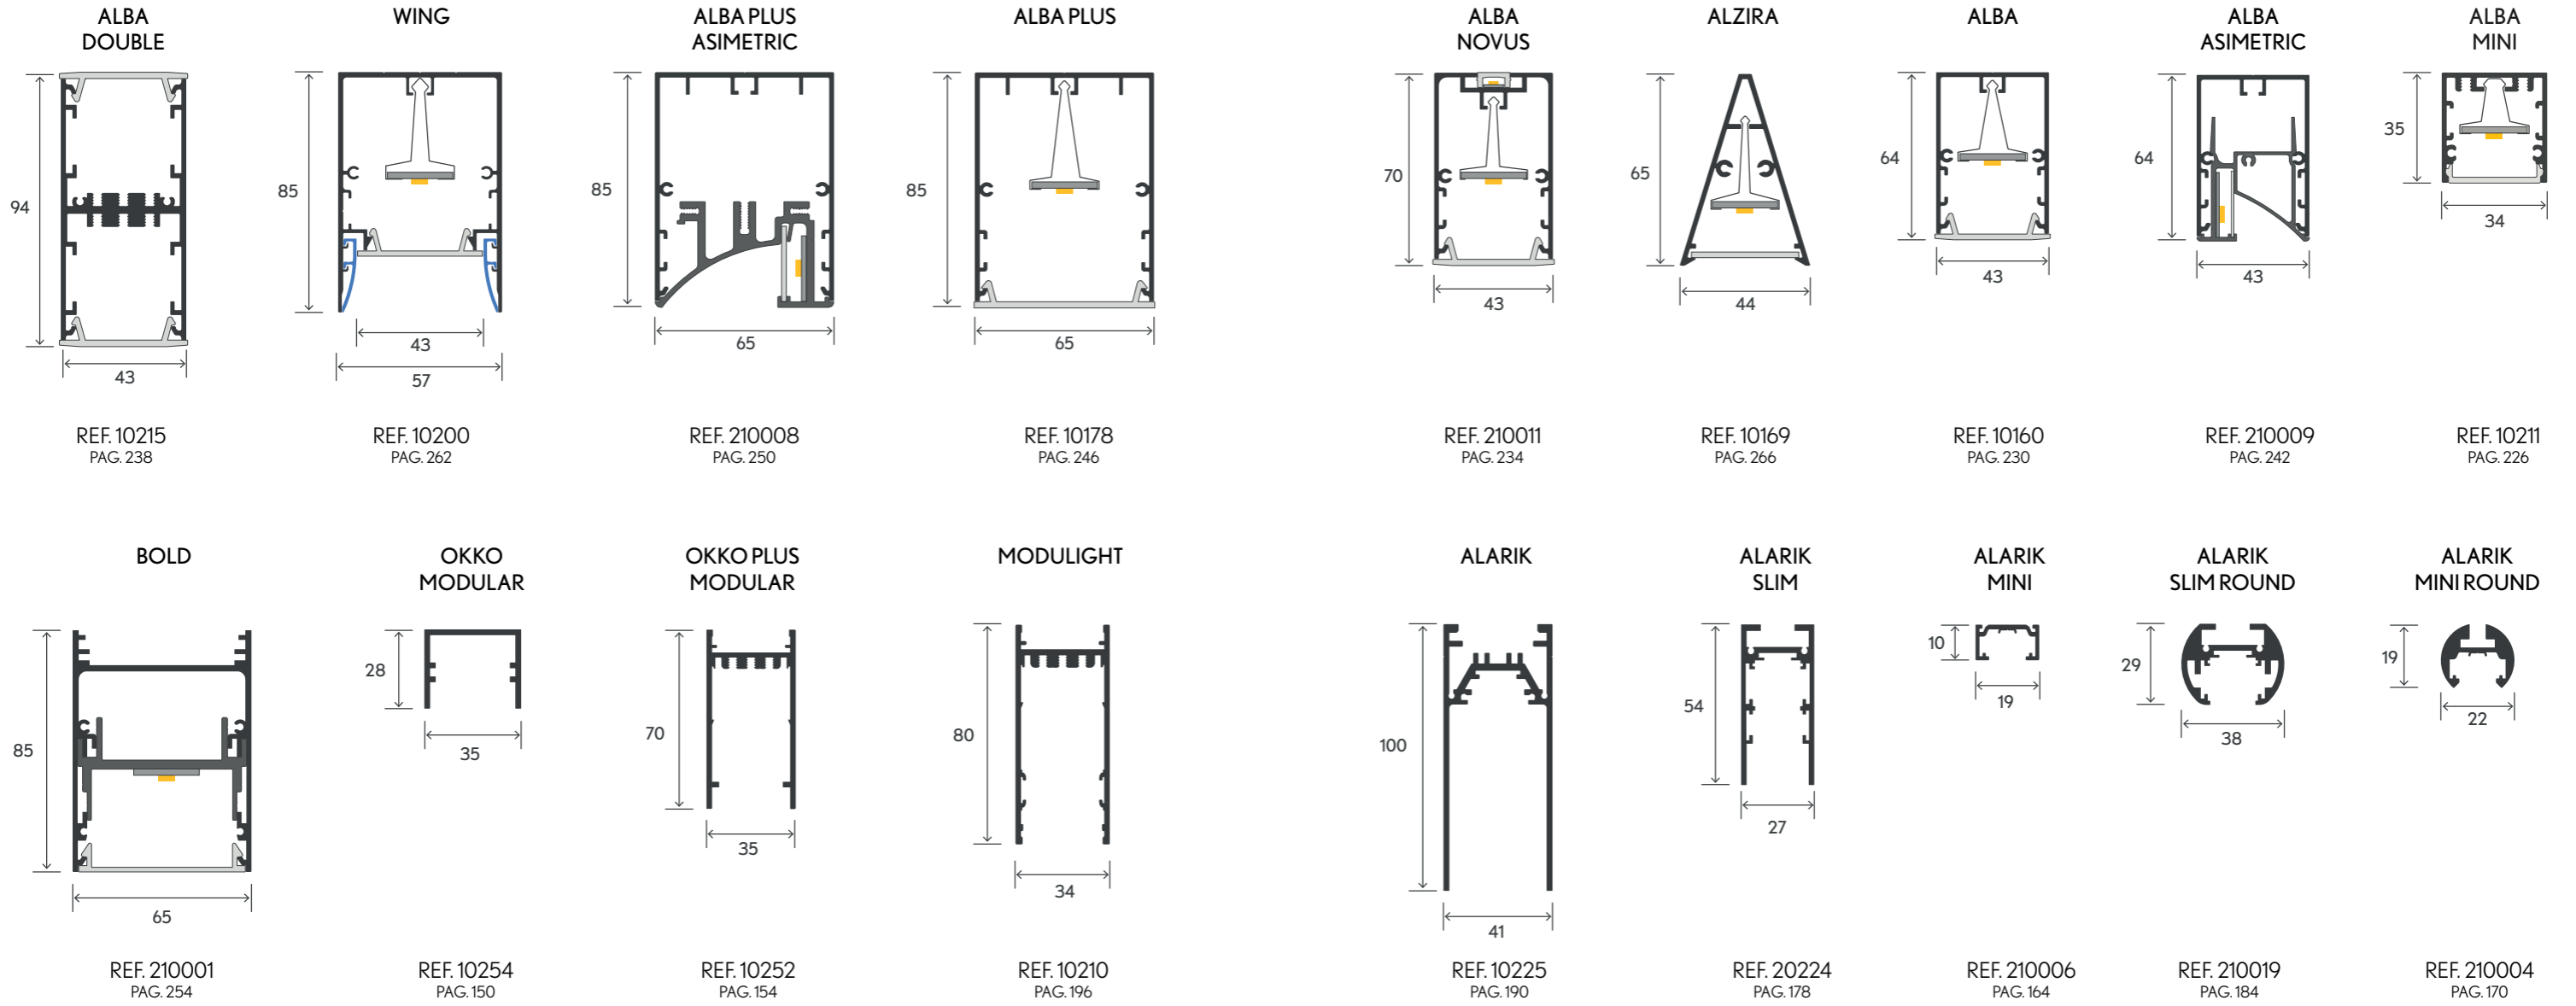 ALBA
DOUBLE
94
43
REF. 10215
PAG. 238
WING
85
43
57
REF. 10200
PAG. 262
ALBA PLUS
ASIMETRIC
85
65
REF. 210008
PAG. 250
ALBA PLUS
85
65
REF. 10178
PAG. 246
ALBA
NOVUS
70
43
REF. 210011
PAG. 234
ALZIRA
65
44
REF. 10169
PAG. 266
ALBA
64
43
REF. 10160
PAG. 230
ALBA
ASIMETRIC
64
43
REF. 210009
PAG. 242
ALBA
MINI
35
34
REF. 10211
PAG. 226
BOLD
85
65
REF. 210001
PAG. 254
OKKO
MODULAR
28
35
REF. 10254
PAG. 150
OKKO PLUS
MODULAR
70
35
REF. 10252
PAG. 154
MODULIGHT
80
34
REF. 10210
PAG. 196
ALARIK
100
41
REF. 10225
PAG. 190
ALARIK
SLIM
54
27
REF. 20224
PAG. 178
ALARIK
MINI
10
19
REF. 210006
PAG. 164
ALARIK
SLIM ROUND
29
38
REF. 210019
PAG. 184
ALARIK
MINI ROUND
19
22
REF. 210004
PAG. 170